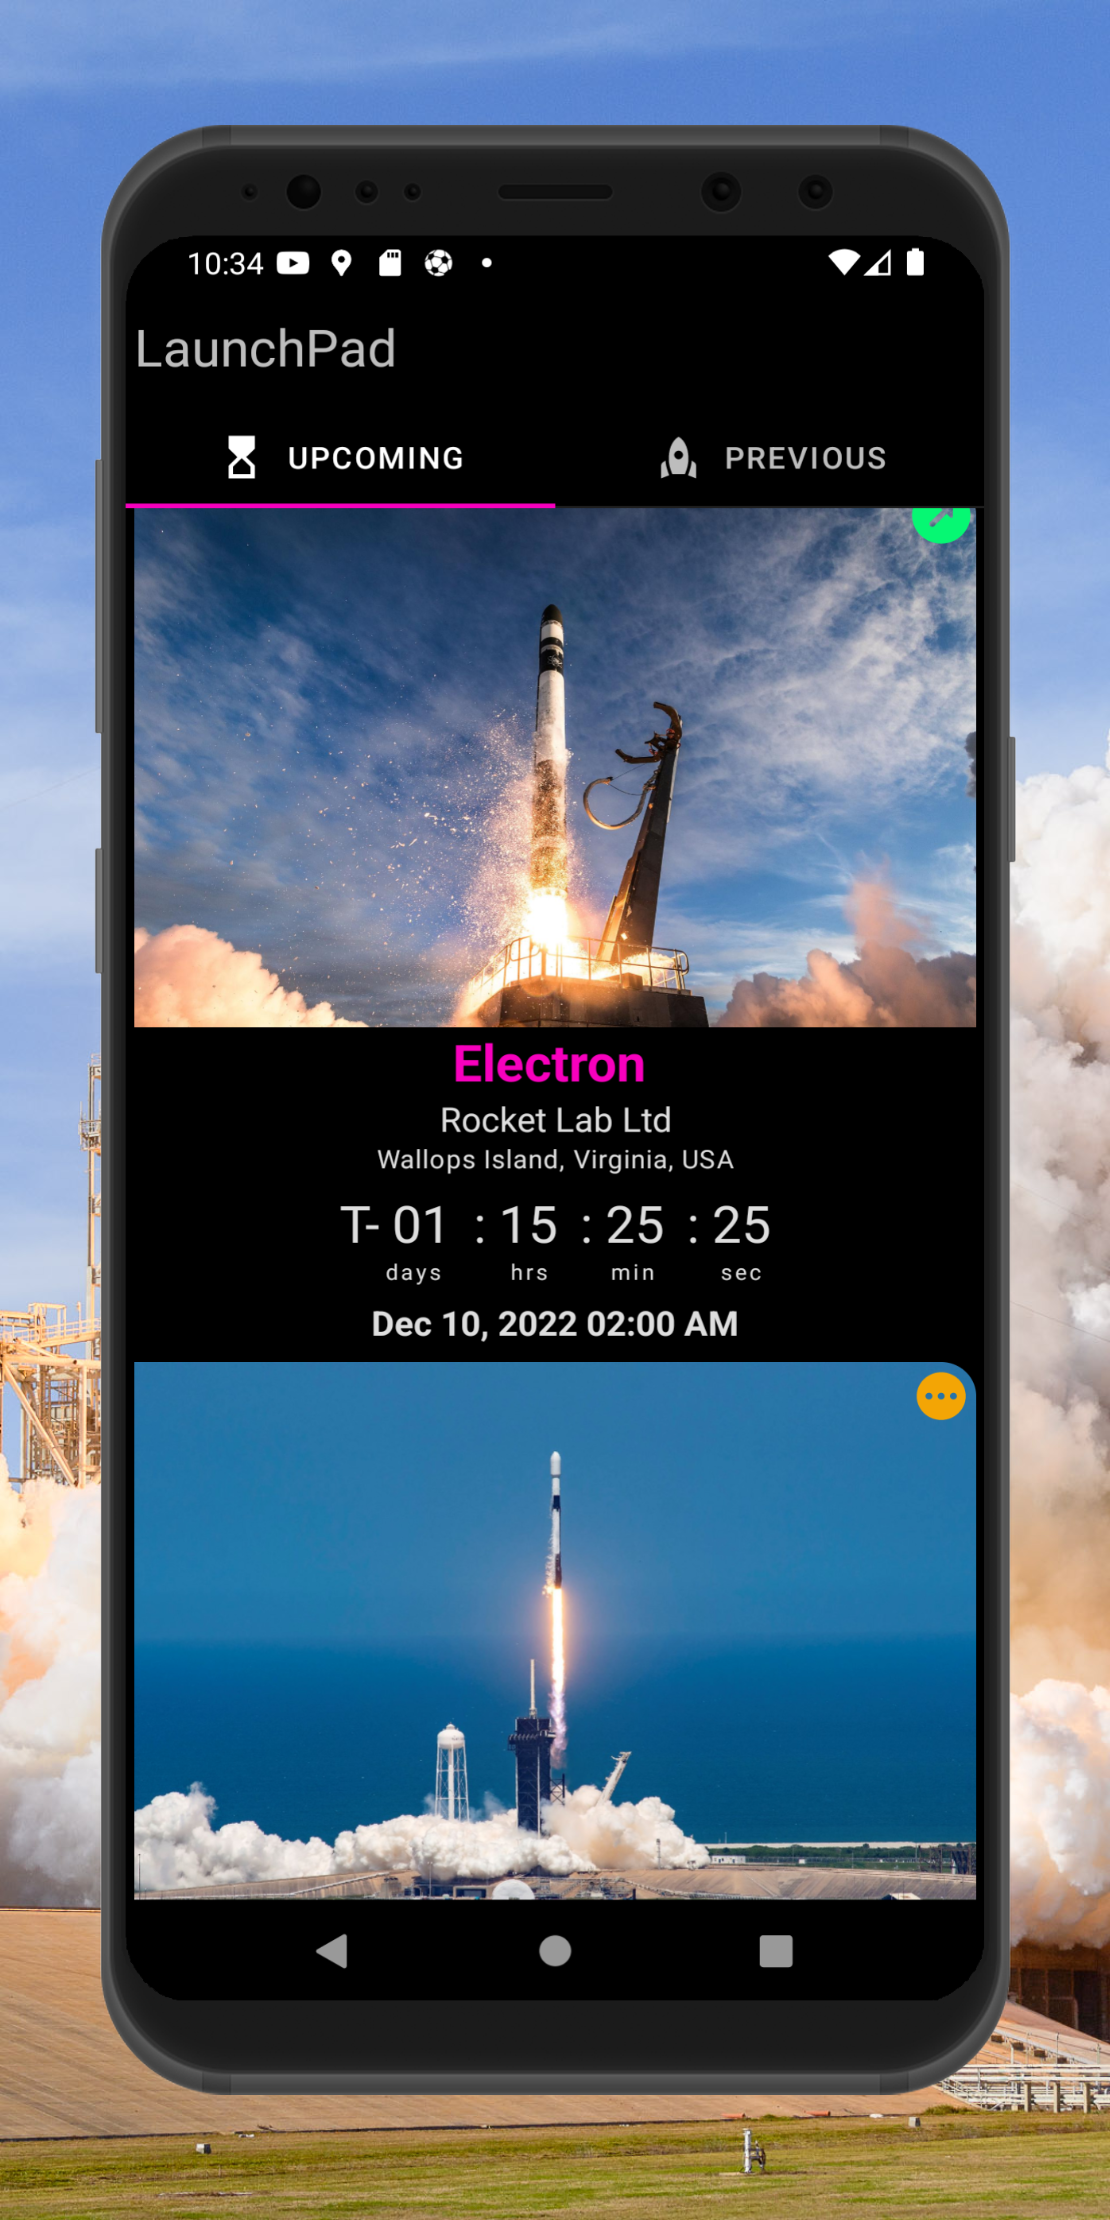 10:34
LaunchPad
UPCOMING
PREVIOUS
Electron
Rocket Lab Ltd
Wallops Island, Virginia, USA
T- 01 : 15 : 25 : 25
days hrs min sec
Dec 10, 2022 02:00 AM